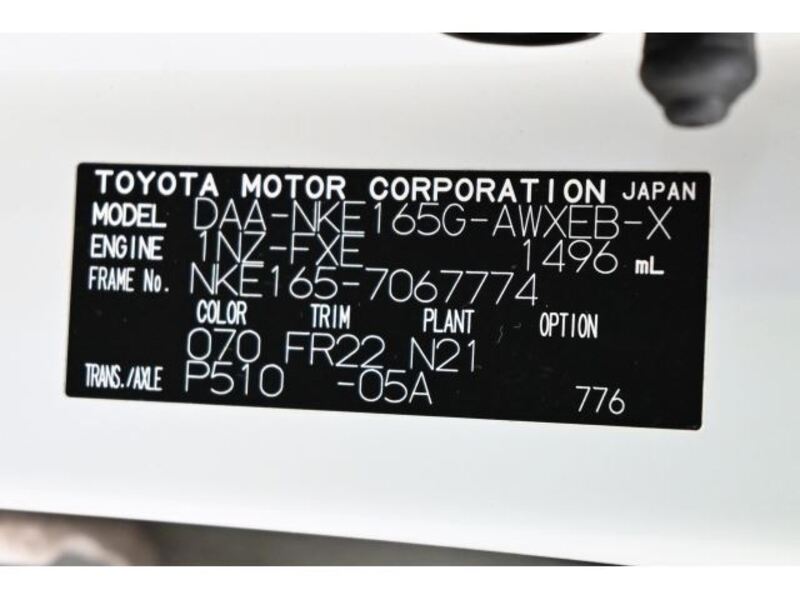 TOYOTA MOTOR CORPORATION JAPAN
MODEL DAA-NKE165G-AWXEB-X
ENGINE 1NZ-FXE 1496 mL
FRAME No. NKE165-7067774
COLOR TRIM PLANT OPTION
070 FR22 N21
TRANS./AXLE P510 -05A 776